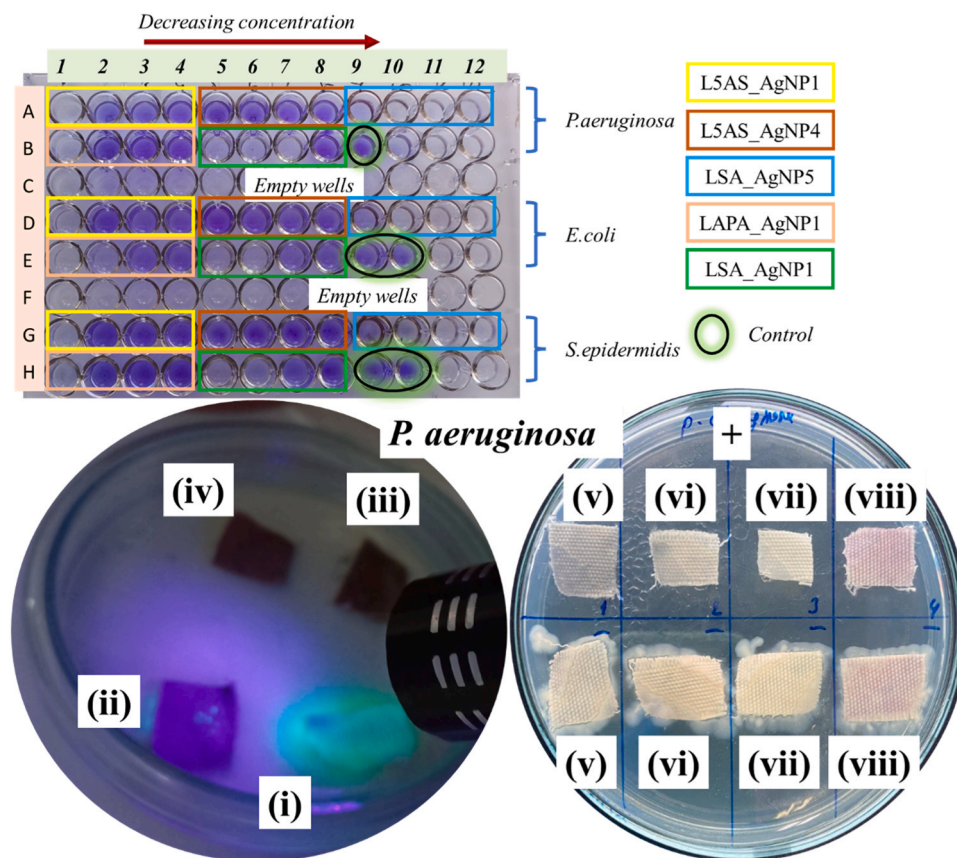 Decreasing concentration
1 2 3 4 5 6 7 8 9 10 11 12
A
B
C
D
E
F
G
H
Empty wells
Empty wells
P.aeruginosa
E.coli
S.epidermidis
L5AS_AgNP1
L5AS_AgNP4
LSA_AgNP5
LAPA_AgNP1
LSA_AgNP1
Control
P. aeruginosa
+
(iv)
(iii)
(ii)
(i)
(v) (vi) (vii) (viii)
1 2 3 4
(v) (vi) (vii) (viii)